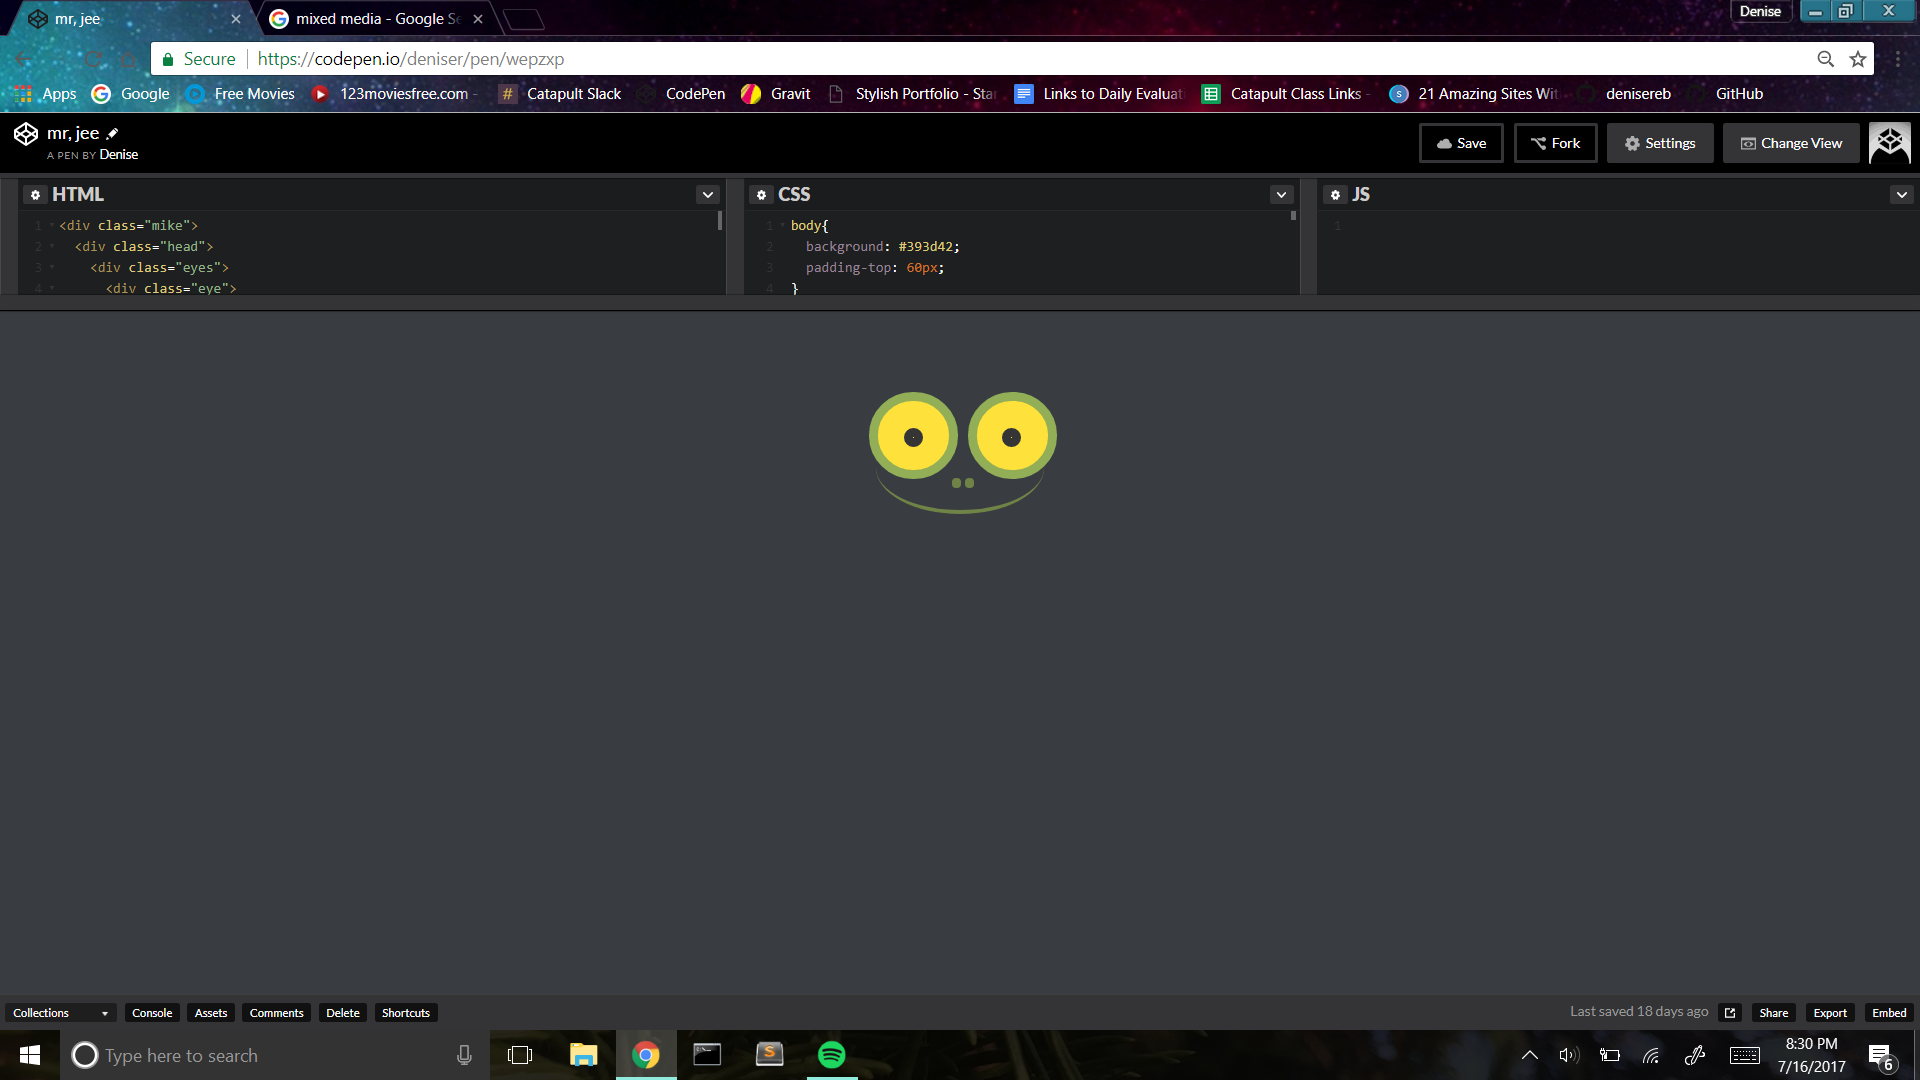 mr, jee
mixed media - Google Se
Denise
Secure
https://codepen.io/deniser/pen/wepzxp
Apps
Google
Free Movies
123moviesfree.com -
# Catapult Slack
CodePen
Gravit
Stylish Portfolio - Star
Links to Daily Evaluat
Catapult Class Links -
S 21 Amazing Sites Wit
denisereb
GitHub
mr, jee
A PEN BY Denise
Save
Fork
Settings
Change View
HTML
1 <div class="mike">
2 <div class="head">
3 <div class="eyes">
4 <div class="eye">
CSS
1 body{
2 background: #393d42;
3 padding-top: 60px;
4 }
JS
1
Collections
Console
Assets
Comments
Delete
Shortcuts
Last saved 18 days ago
Share
Export
Embed
Type here to search
S
8:30 PM
7/16/2017
6